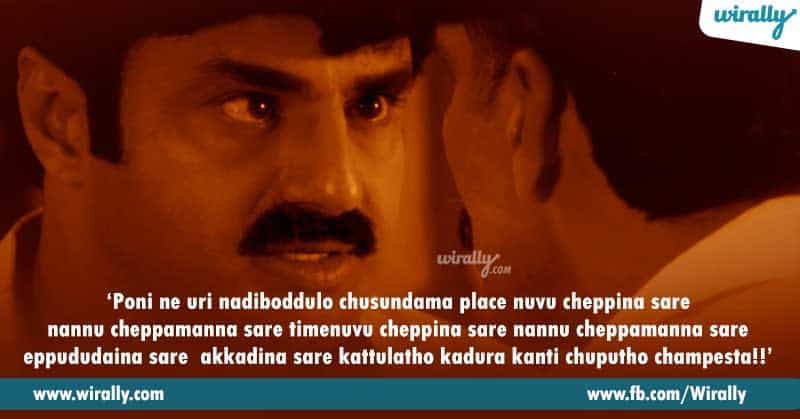 wirally
wirally.com
‘Poni ne uri nadiboddulo chusundama place nuvu cheppina sare
nannu cheppamanna sare timenuvu cheppina sare nannu cheppamanna sare
eppududaina sare akkadina sare kattulatho kadura kanti chuputho champesta!!’
www.wirally.com
www.fb.com/Wirally